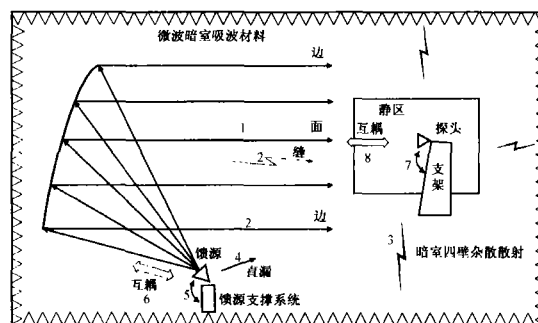 微波暗室吸波材料
边
静区
1
面
互耦
8
探头
7
支架
2
缝
2
边
3
暗室四壁杂散散射
馈源
4
直漏
互耦
6
5
馈源支撑系统